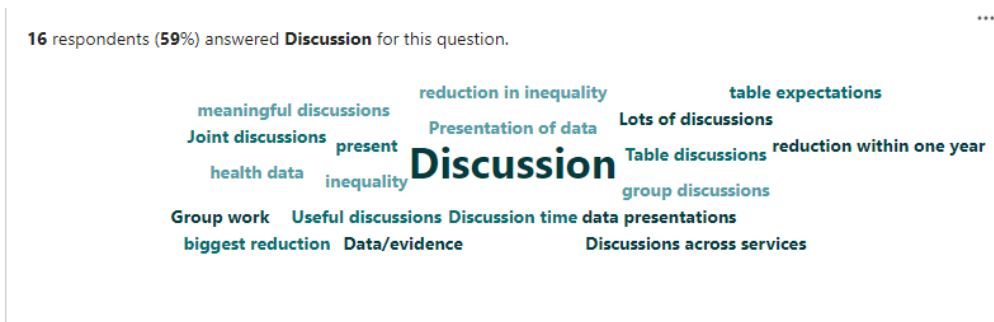 ...
16 respondents (59%) answered Discussion for this question.
reduction in inequality
table expectations
meaningful discussions
Lots of discussions
Presentation of data
Joint discussions
present
reduction within one year
Discussion
Table discussions
health data
inequality
group discussions
Group work
Useful discussions
Discussion time
data presentations
biggest reduction
Data/evidence
Discussions across services